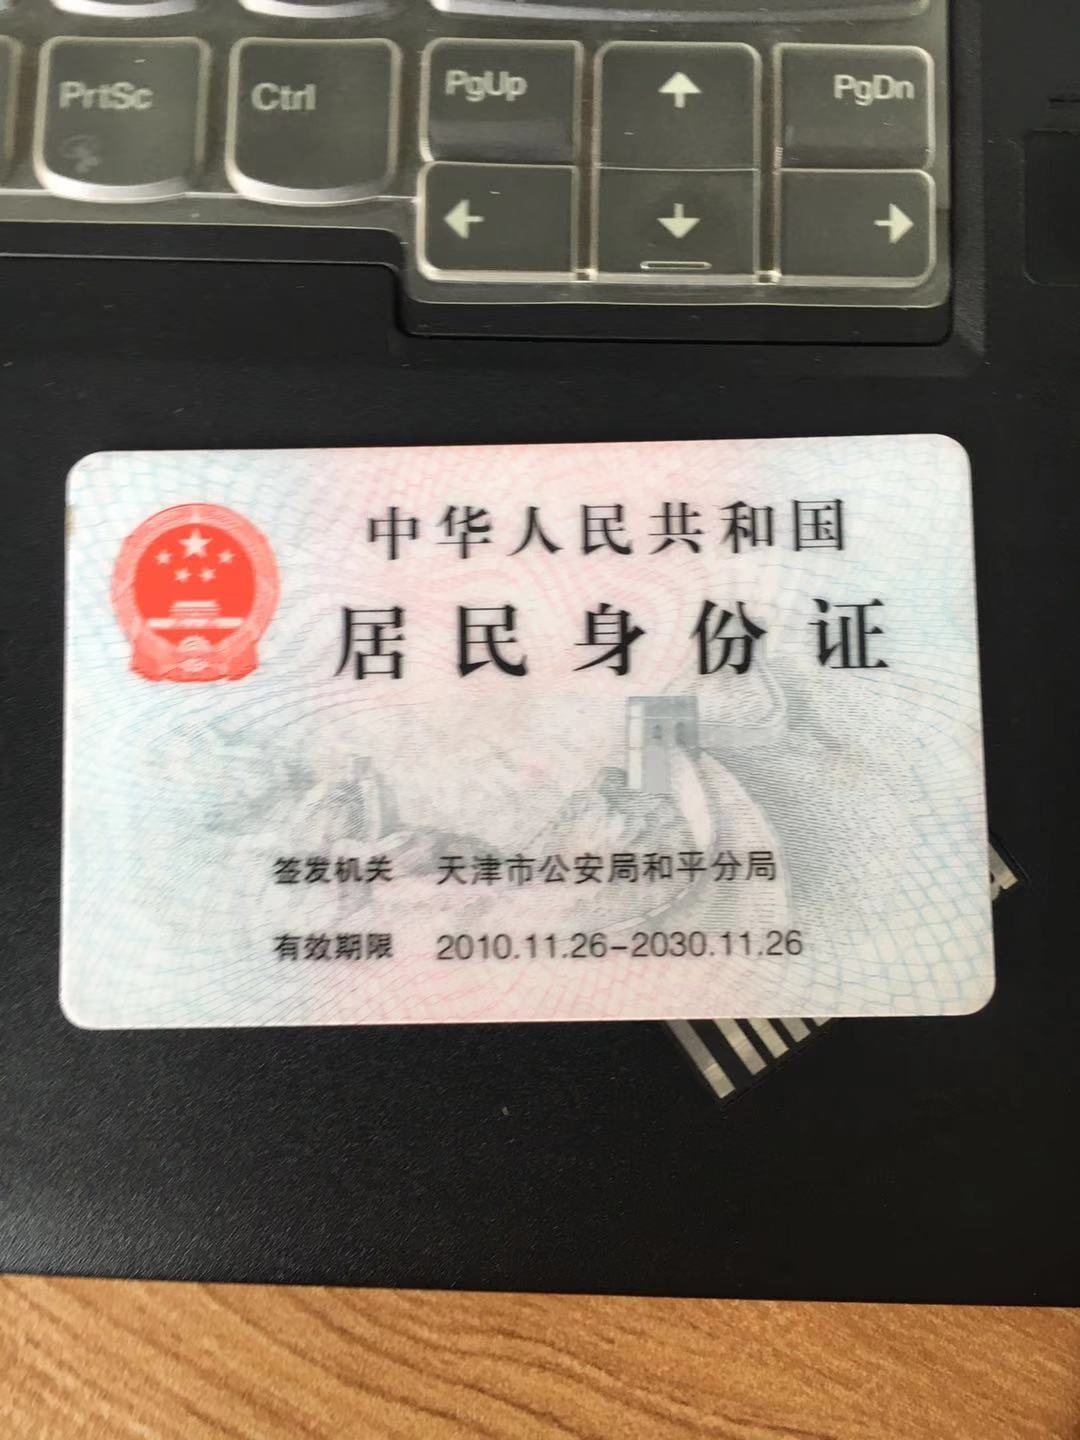 PrtSc Ctrl PgUp PgDn
中华人民共和国
居民身份证
签发机关 天津市公安局和平分局
有效期限 2010.11.26-2030.11.26